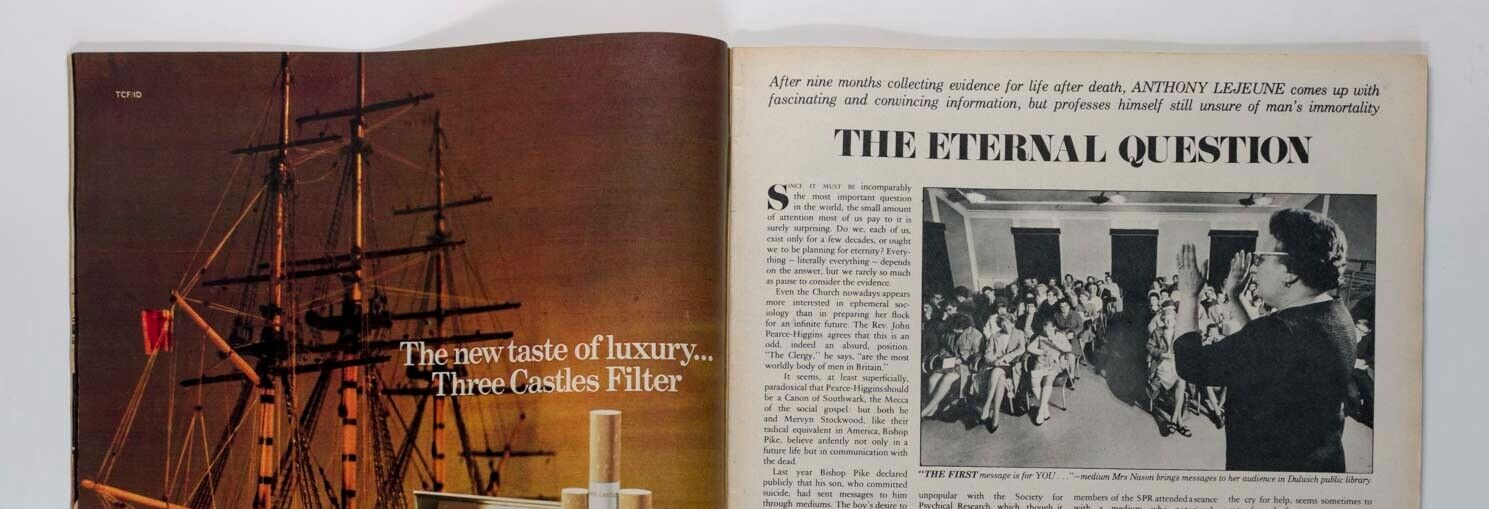 TCF/ID
The new taste of luxury...
Three Castles Filter
After nine months collecting evidence for life after death, ANTHONY LEJEUNE comes up with
fascinating and convincing information, but professes himself still unsure of man's immortality
THE ETERNAL QUESTION
SINCE IT MUST BE incomparably
the most important question
in the world, the small amount
of attention most of us pay to it is
surely surprising. Do we, each of us,
exist only for a few decades, or ought
we to be planning for eternity? Every-
thing – literally everything – depends
on the answer, but we rarely so much
as pause to consider the evidence.
Even the Church nowadays appears
more interested in ephemeral soc-
iology than in preparing her flock
for an infinite future. The Rev. John
Pearce-Higgins agrees that this is an
odd, indeed an absurd, position.
"The Clergy," he says, "are the most
worldly body of men in Britain."
It seems, at least superficially,
paradoxical that Pearce-Higgins should
be a Canon of Southwark, the Mecca
of the social gospel: but both he
and Mervyn Stockwood, like their
radical equivalent in America, Bishop
Pike, believe ardently not only in a
future life but in communication with
the dead.
Last year Bishop Pike declared
publicly that his son, who committed
suicide, had sent messages to him
through mediums. The boy's desire to
"THE FIRST message is for YOU . . ."–medium Mrs Nason brings messages to her audience in Dulwich public library
unpopular with the Society for
Psychical Research, which though it
members of the SPR attended a seance
with a medium who
the cry for help, seems sometimes to